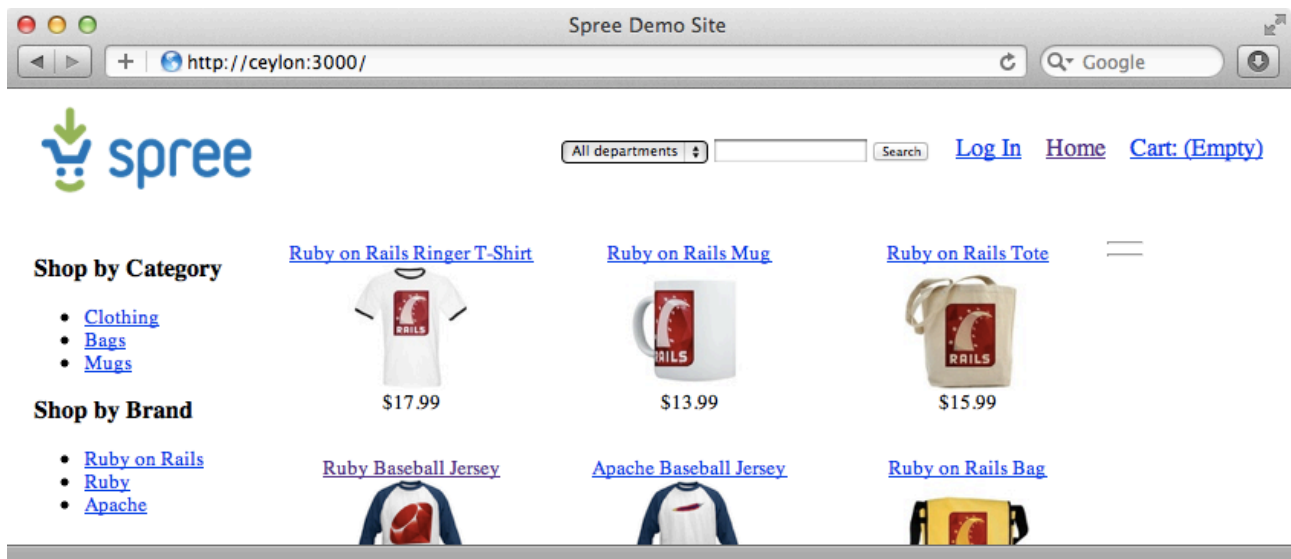 Spree Demo Site
http://ceylon:3000/
Google
spree
All departments
Search
Log In
Home
Cart: (Empty)
Shop by Category
Clothing
Bags
Mugs
Shop by Brand
Ruby on Rails
Ruby
Apache
Ruby on Rails Ringer T-Shirt
Ruby on Rails Mug
Ruby on Rails Tote
RAILS
RAILS
RAILS
$17.99
$13.99
$15.99
Ruby Baseball Jersey
Apache Baseball Jersey
Ruby on Rails Bag